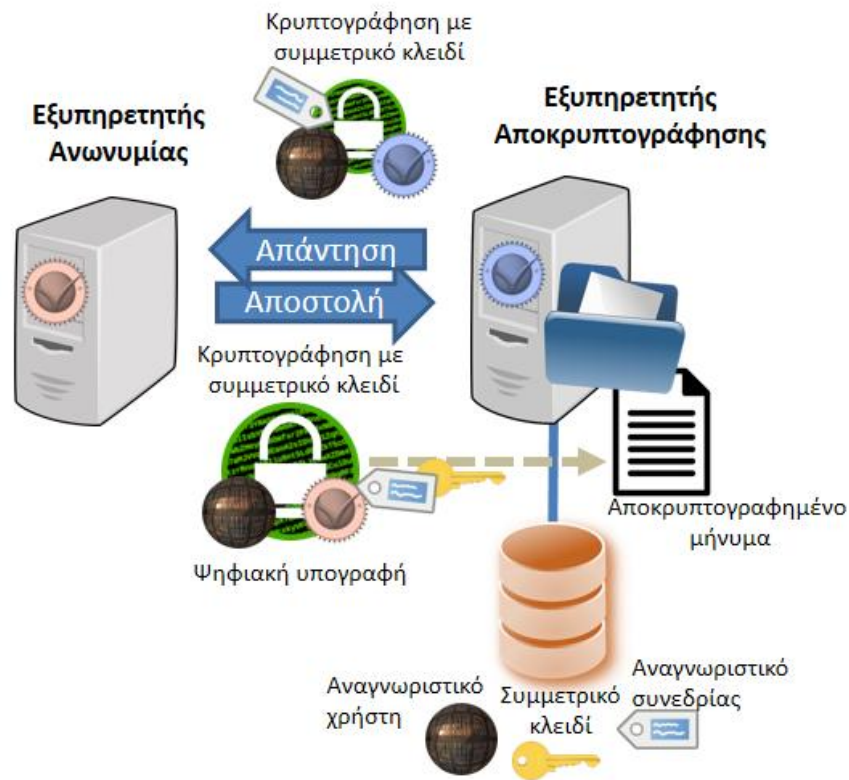 Κρυπτογράφηση με
συμμετρικό κλειδί
Εξυπηρετητής
Ανωνυμίας
Εξυπηρετητής
Αποκρυπτογράφησης
Απάντηση
Αποστολή
Κρυπτογράφηση με
συμμετρικό κλειδί
Αποκρυπτογραφημένο
μήνυμα
Ψηφιακή υπογραφή
Αναγνωριστικό
χρήστη
Συμμετρικό
κλειδί
Αναγνωριστικό
συνεδρίας